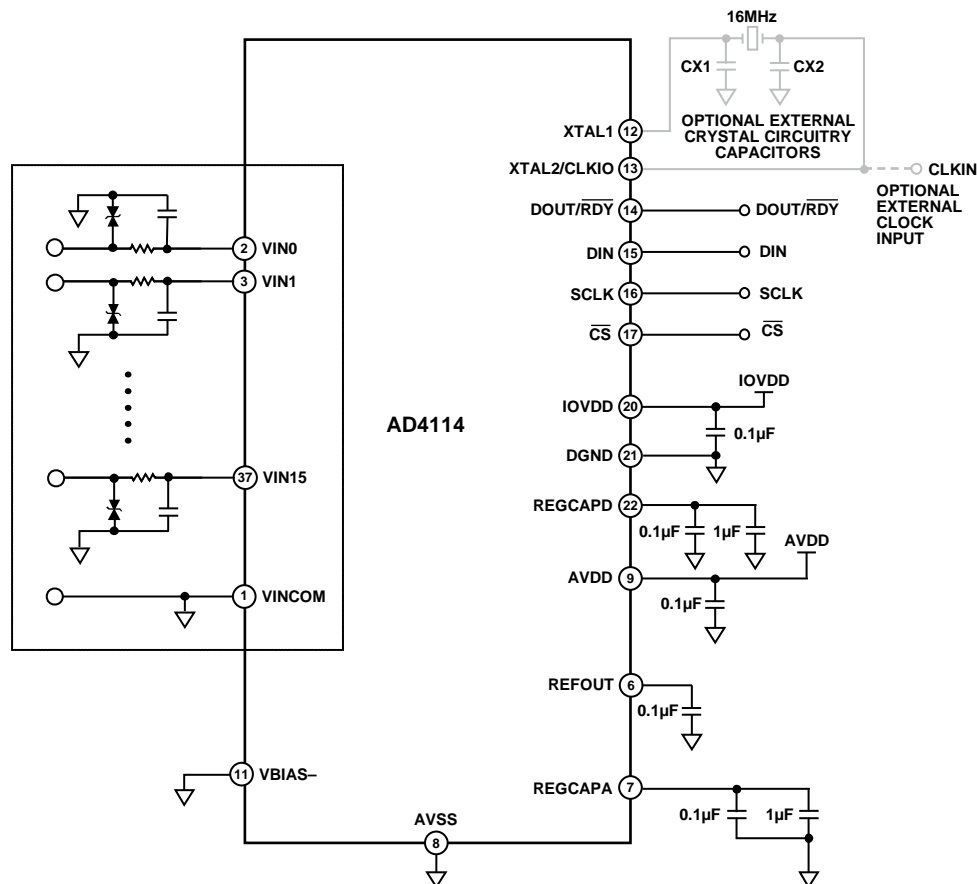 16MHz
CX1
CX2
OPTIONAL EXTERNAL
CRYSTAL CIRCUITRY
CAPACITORS
XTAL1
12
XTAL2/CLKIO
13
CLKIN
OPTIONAL
EXTERNAL
CLOCK
INPUT
DOUT/RDY
14
DOUT/RDY
2
VIN0
DIN
15
DIN
3
VIN1
SCLK
16
SCLK
CS
17
CS
IOVDD
IOVDD
20
0.1µF
AD4114
DGND
21
37
VIN15
REGCAPD
22
0.1µF
1µF
AVDD
AVDD
9
0.1µF
1
VINCOM
REFOUT
6
0.1µF
11
VBIAS–
REGCAPA
7
0.1µF
1µF
AVSS
8